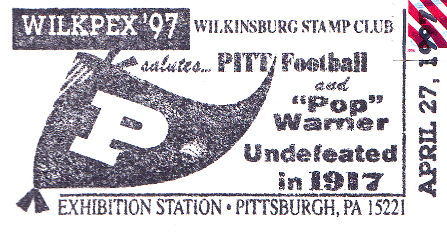 WILKPEX '97 WILKINSBURG STAMP CLUB
salutes... PITT Football
and
"Pop"
Warner
Undefeated
in 1917
P
EXHIBITION STATION • PITTSBURGH, PA 15221
APRIL 27, 1997